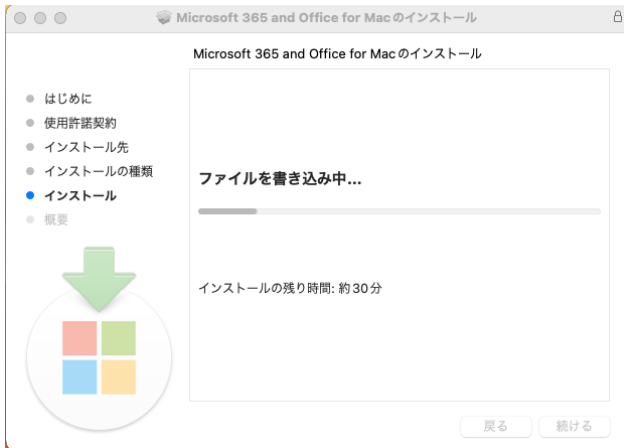 Microsoft 365 and Office for Macのインストール
Microsoft 365 and Office for Macのインストール
はじめに
使用許諾契約
インストール先
インストールの種類
インストール
概要
ファイルを書き込み中...
インストールの残り時間: 約30分
戻る
続ける